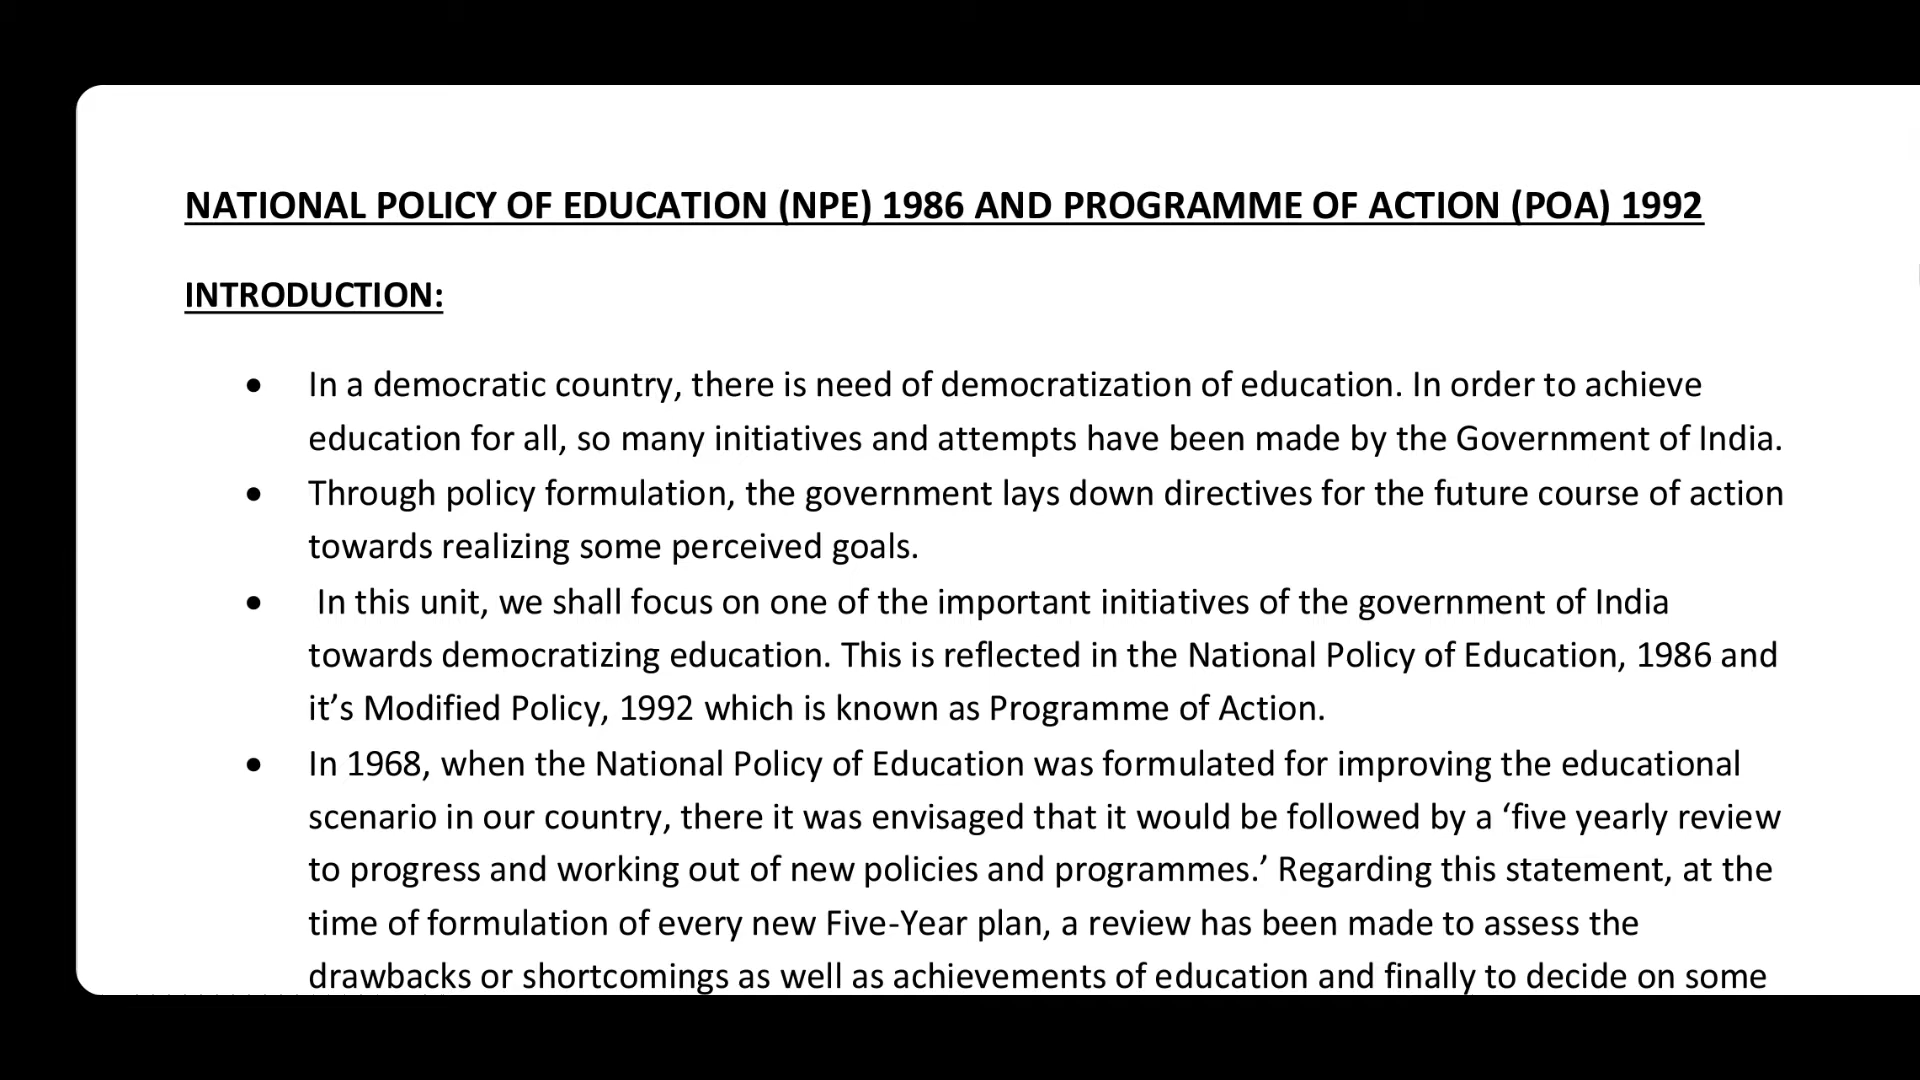 NATIONAL POLICY OF EDUCATION (NPE) 1986 AND PROGRAMME OF ACTION (POA) 1992
INTRODUCTION:
• In a democratic country, there is need of democratization of education. In order to achieve
education for all, so many initiatives and attempts have been made by the Government of India.
• Through policy formulation, the government lays down directives for the future course of action
towards realizing some perceived goals.
• In this unit, we shall focus on one of the important initiatives of the government of India
towards democratizing education. This is reflected in the National Policy of Education, 1986 and
it’s Modified Policy, 1992 which is known as Programme of Action.
• In 1968, when the National Policy of Education was formulated for improving the educational
scenario in our country, there it was envisaged that it would be followed by a ‘five yearly review
to progress and working out of new policies and programmes.’ Regarding this statement, at the
time of formulation of every new Five-Year plan, a review has been made to assess the
drawbacks or shortcomings as well as achievements of education and finally to decide on some